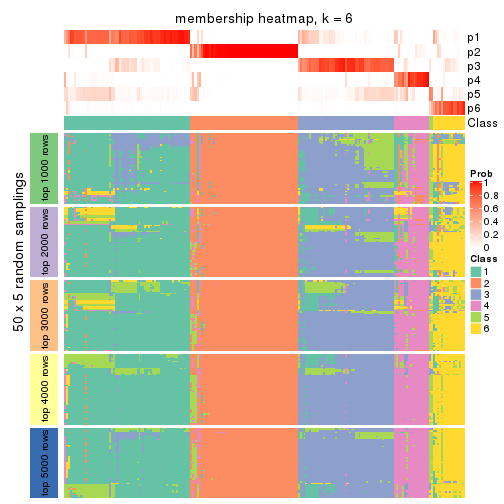 membership heatmap, k = 6
p1
p2
p3
p4
p5
p6
Class
50 x 5 random samplings
top 1000 rows
top 2000 rows
top 3000 rows
top 4000 rows
top 5000 rows
Prob
1
0.8
0.6
0.4
0.2
0
Class
1
2
3
4
5
6